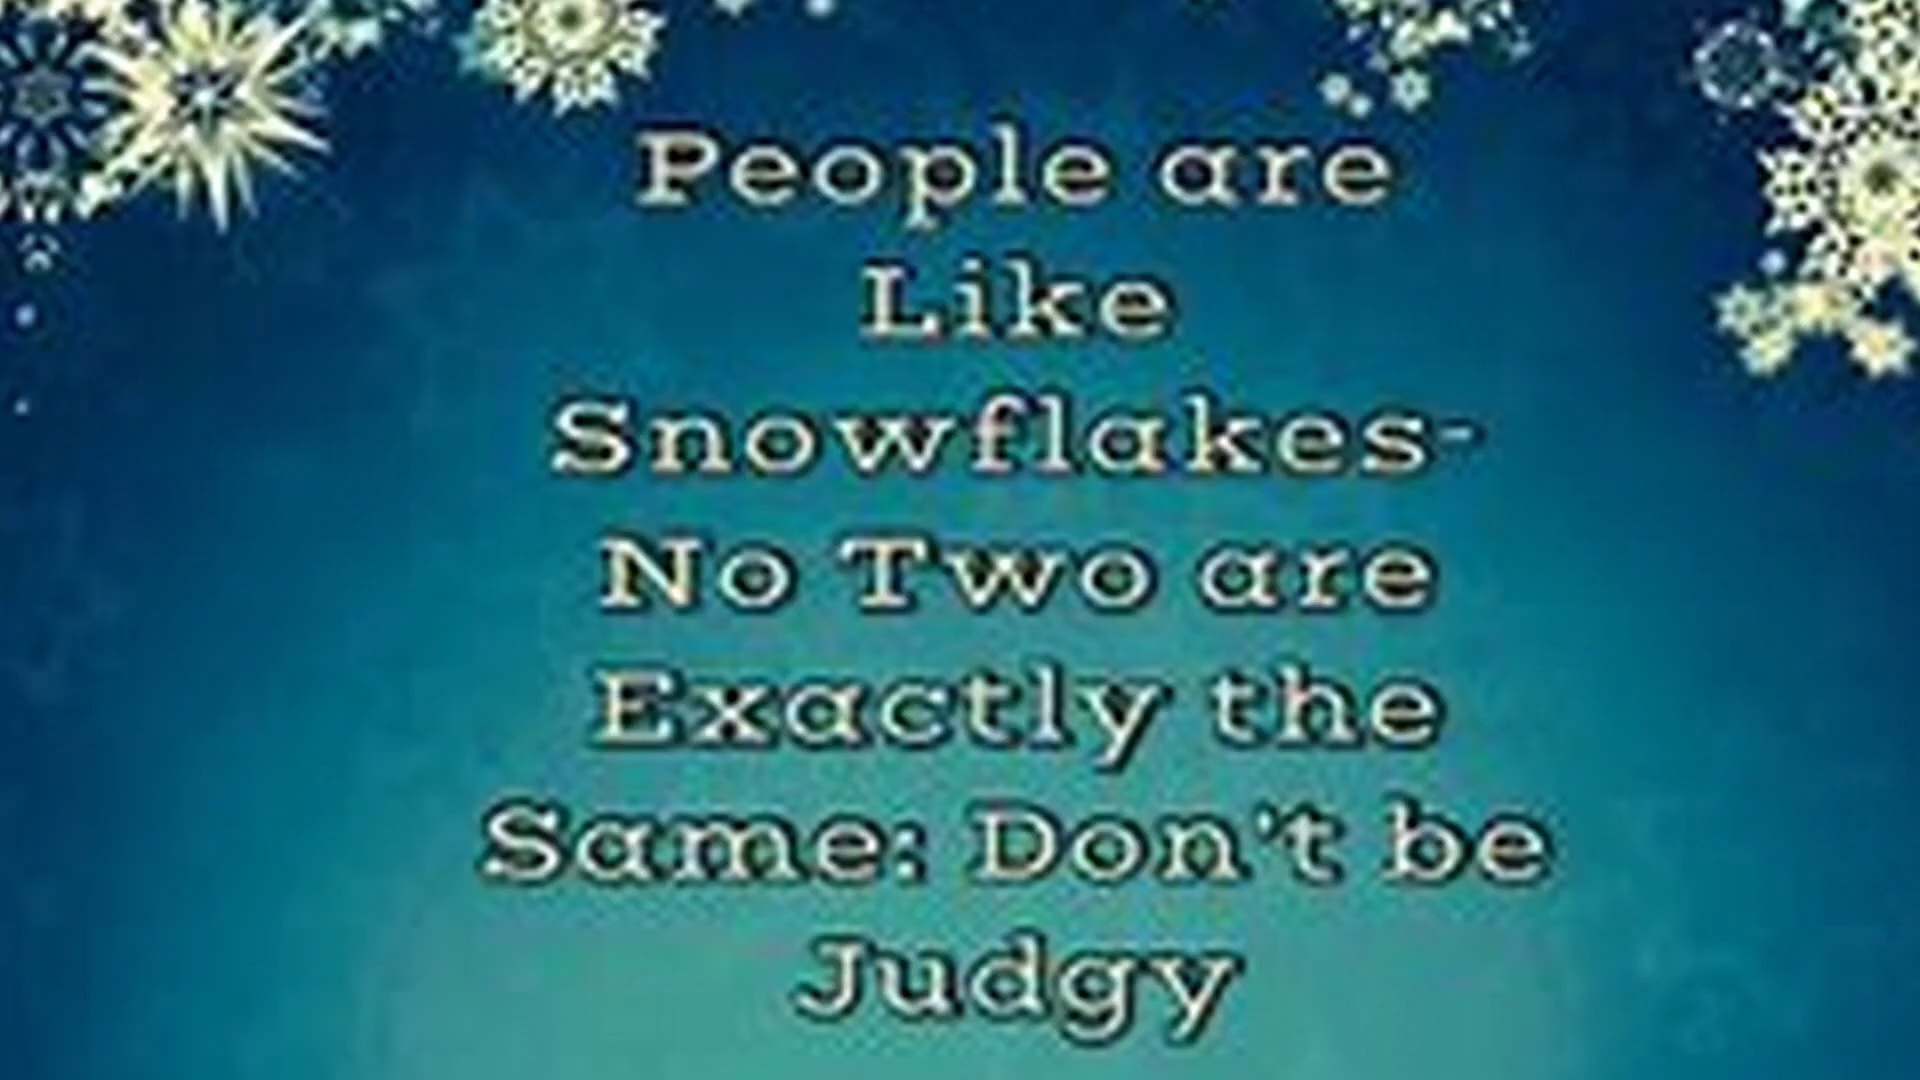 People are
Like
Snowflakes-
No Two are
Exactly the
Same: Don't be
Judgy